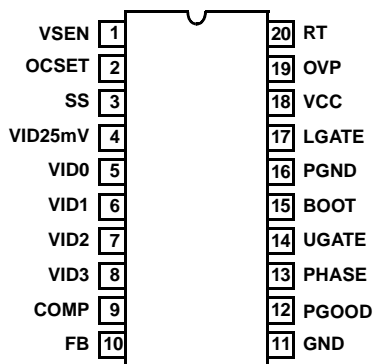 VSEN 1 20 RT
OCSET 2 19 OVP
SS 3 18 VCC
VID25mV 4 17 LGATE
VID0 5 16 PGND
VID1 6 15 BOOT
VID2 7 14 UGATE
VID3 8 13 PHASE
COMP 9 12 PGOOD
FB 10 11 GND